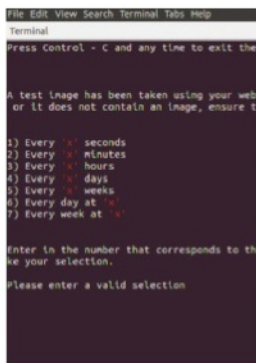 File Edit View Search Terminal Tabs Help
Terminal
Press Control - C and any time to exit the
A test image has been taken using your web
or it does not contain an image, ensure t
1) Every 'x' seconds
2) Every 'x' minutes
3) Every 'x' hours
4) Every 'x' days
5) Every 'x' weeks
6) Every day at 'x'
7) Every week at 'x'
Enter in the number that corresponds to th
ke your selection.
Please enter a valid selection